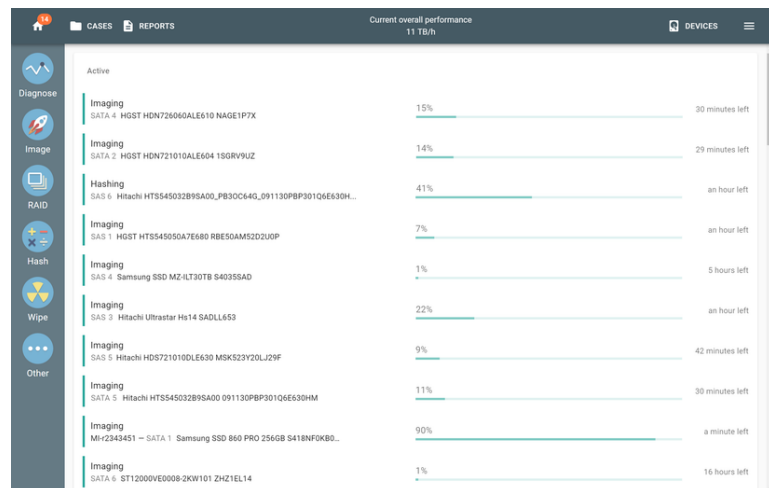 14
CASES
REPORTS
Current overall performance
11 TB/h
DEVICES
Diagnose
Image
RAID
Hash
Wipe
Other
Active
Imaging
SATA 4 HGST HDN726060ALE610 NAGE1P7X
15%
30 minutes left
Imaging
SATA 2 HGST HDN721010ALE604 1SGRV9UZ
14%
29 minutes left
Hashing
SAS 6 Hitachi HTS545032B9SA00_PB3OC64G_091130PBP301Q6E630H...
41%
an hour left
Imaging
SAS 1 HGST HTS545050A7E680 RBE50AM52D2U0P
7%
an hour left
Imaging
SAS 4 Samsung SSD MZ-ILT30TB S4035SAD
1%
5 hours left
Imaging
SAS 3 Hitachi Ultrastar Hs14 SADLL653
22%
an hour left
Imaging
SAS 5 Hitachi HDS721010DLE630 MSK523Y20LJ29F
9%
42 minutes left
Imaging
SATA 5 Hitachi HTS545032B9SA00 091130PBP301Q6E630HM
11%
30 minutes left
Imaging
MI-r2343451 — SATA 1 Samsung SSD 860 PRO 256GB S418NF0KB0...
90%
a minute left
Imaging
SATA 6 ST12000VE0008-2KW101 ZHZ1EL14
1%
16 hours left